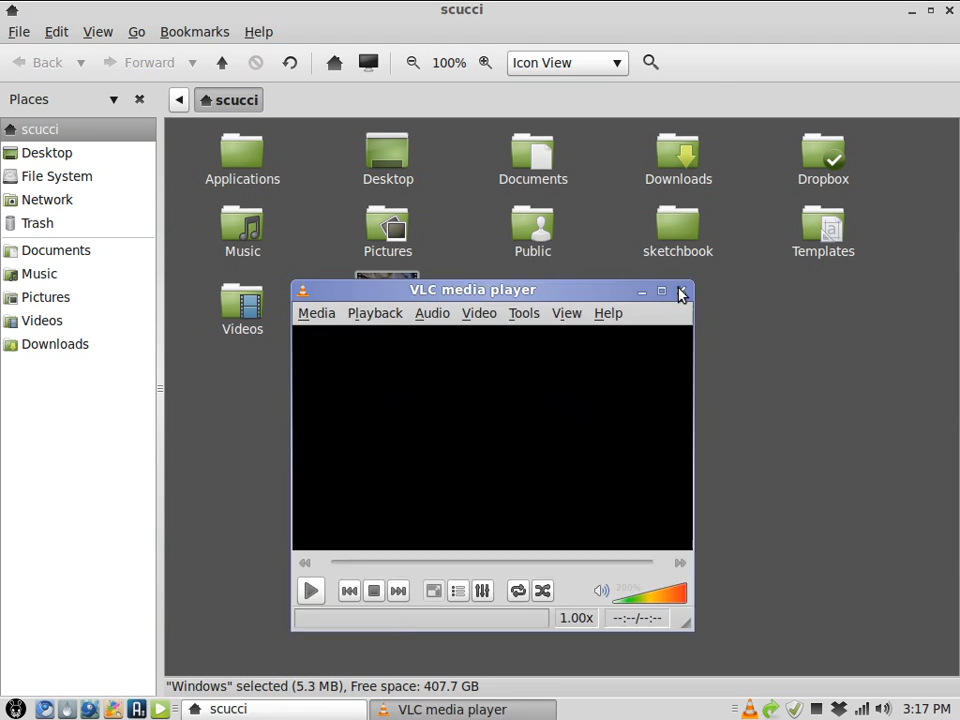 scucci
File Edit View Go Bookmarks Help
Back Forward 100% Icon View
Places scucci
scucci
Desktop
File System
Network
Trash
Documents
Music
Pictures
Videos
Downloads
Applications Desktop Documents Downloads Dropbox
Music Pictures Public sketchbook Templates
Videos
VLC media player
Media Playback Audio Video Tools View Help
200%
1.00x --:--/--:--
"Windows" selected (5.3 MB), Free space: 407.7 GB
scucci VLC media player 3:17 PM